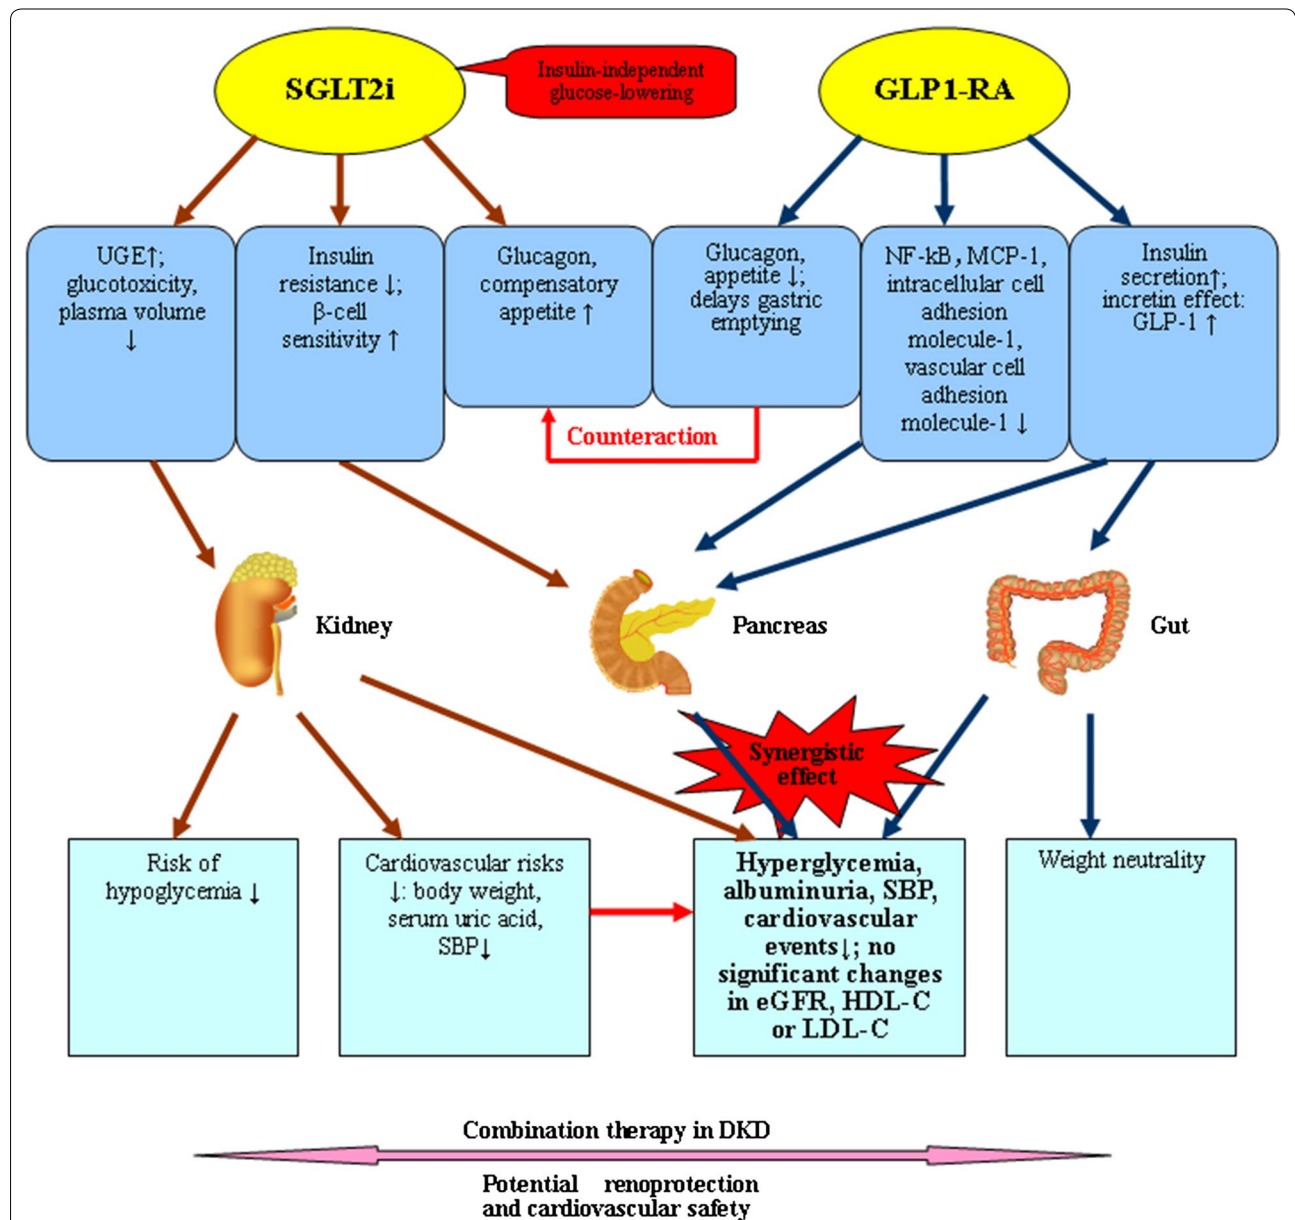 SGLT2i
Insulin-independent
glucose-lowering
GLP1-RA
UGE↑;
glucotoxicity,
plasma volume
↓
Insulin
resistance ↓;
β-cell
sensitivity ↑
Glucagon,
compensatory
appetite ↑
Glucagon,
appetite ↓;
delays gastric
emptying
NF-kB, MCP-1,
intracellular cell
adhesion
molecule-1,
vascular cell
adhesion
molecule-1 ↓
Insulin
secretion↑;
incretin effect:
GLP-1 ↑
Counteraction
Kidney
Pancreas
Gut
Synergistic
effect
Risk of
hypoglycemia ↓
Cardiovascular risks
↓: body weight,
serum uric acid,
SBP↓
Hyperglycemia,
albuminuria, SBP,
cardiovascular
events↓; no
significant changes
in eGFR, HDL-C
or LDL-C
Weight neutrality
Combination therapy in DKD
Potential renoprotection
and cardiovascular safety